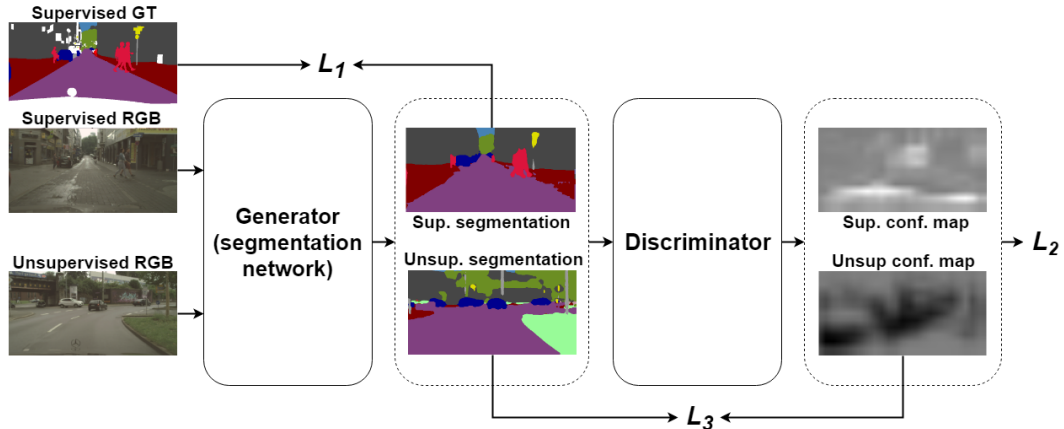 Supervised GT
L1
Supervised RGB
Generator
(segmentation
network)
Sup. segmentation
Discriminator
Sup. conf. map
Unsupervised RGB
Unsup. segmentation
Unsup conf. map
L2
L3